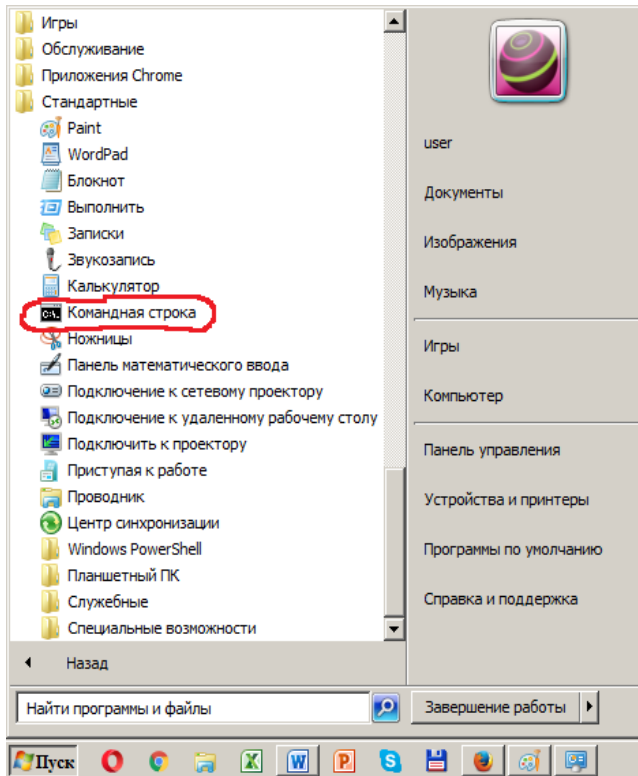 Игры
Обслуживание
Приложения Chrome
Стандартные
Paint
WordPad
Блокнот
Выполнить
Записки
Звукозапись
Калькулятор
C:\.
Командная строка
Ножницы
Панель математического ввода
Подключение к сетевому проектору
Подключение к удаленному рабочему столу
Подключить к проектору
Приступая к работе
Проводник
Центр синхронизации
Windows PowerShell
Планшетный ПК
Служебные
Специальные возможности
Назад
Найти программы и файлы
user
Документы
Изображения
Музыка
Игры
Компьютер
Панель управления
Устройства и принтеры
Программы по умолчанию
Справка и поддержка
Завершение работы
Пуск